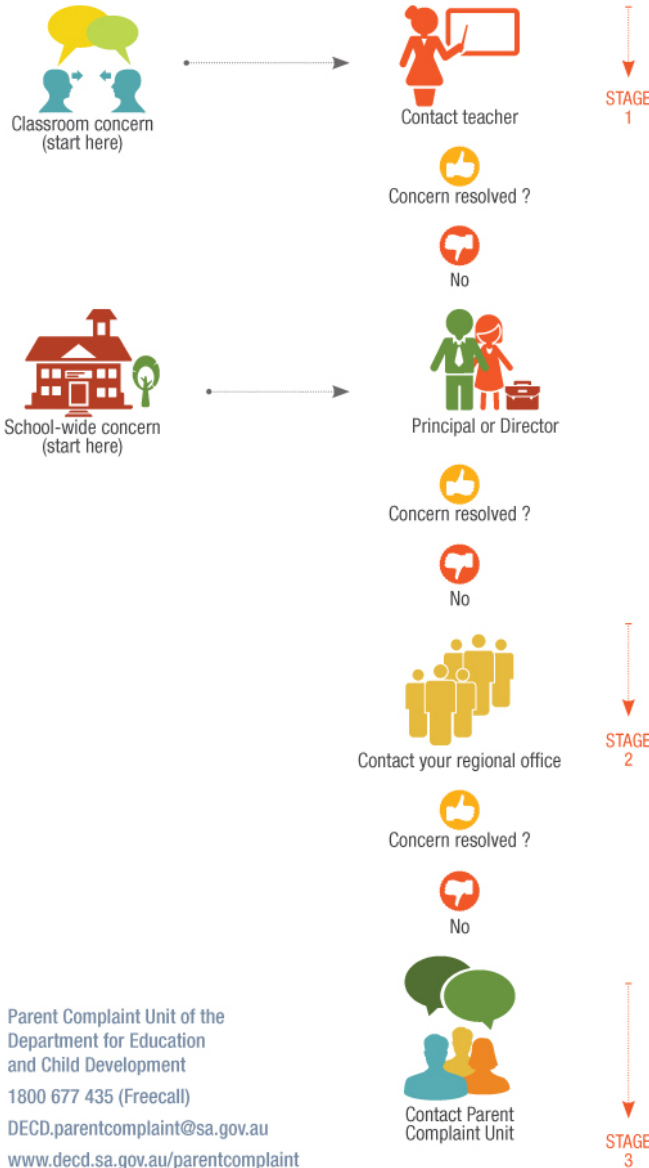 Classroom concern
(start here)
Contact teacher
STAGE
1
Concern resolved ?
No
School-wide concern
(start here)
Principal or Director
Concern resolved ?
No
Contact your regional office
STAGE
2
Concern resolved ?
No
Contact Parent
Complaint Unit
STAGE
3
Parent Complaint Unit of the
Department for Education
and Child Development
1800 677 435 (Freecall)
DECD.parentcomplaint@sa.gov.au
www.decd.sa.gov.au/parentcomplaint